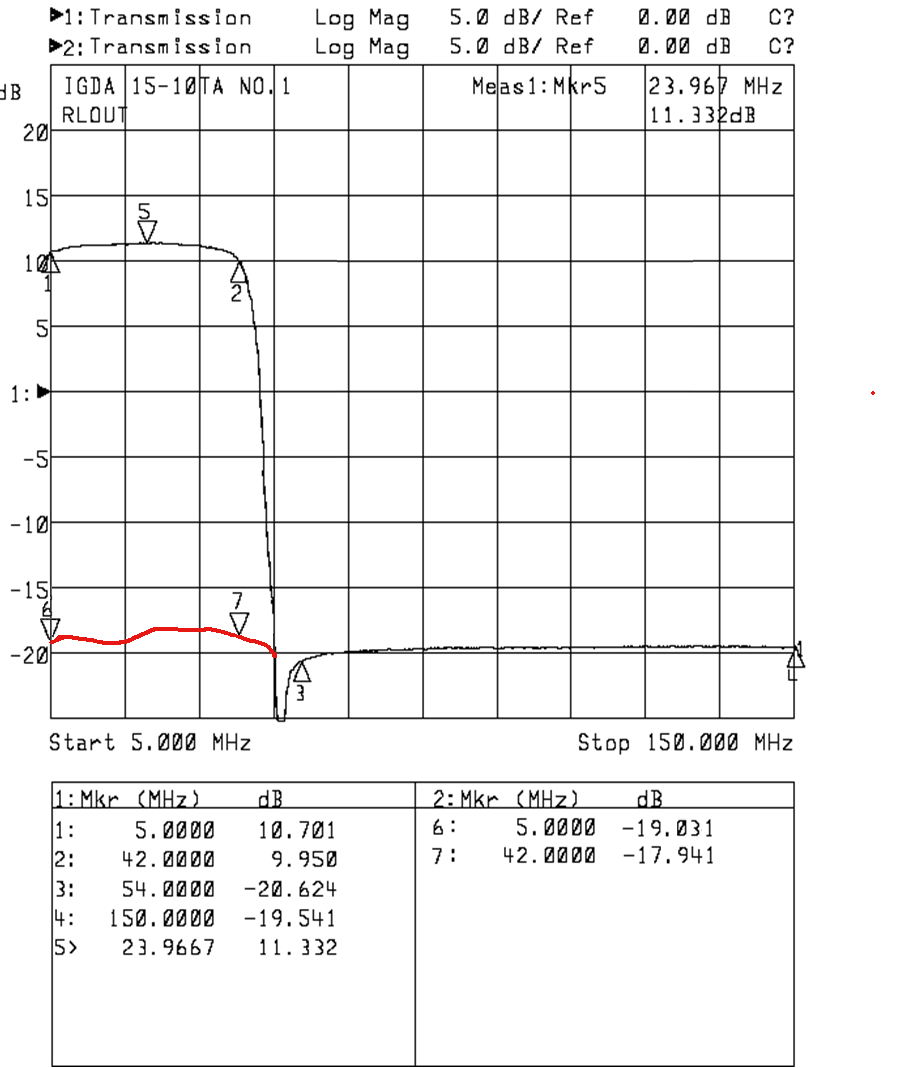 ▶1:Transmission Log Mag 5.0 dB/ Ref 0.00 dB C?
▶2:Transmission Log Mag 5.0 dB/ Ref 0.00 dB C?
dB
IGDA 15-10TA NO.1 Meas1:Mkr5 23.967 MHz
RLOUT 11.332dB
20
15
5
10
1
2
5
1:▶
-5
-10
-15
6
7
-20
1
3
4
Start 5.000 MHz Stop 150.000 MHz
1:Mkr (MHz) dB 2:Mkr (MHz) dB
1: 5.0000 10.701 6: 5.0000 -19.031
2: 42.0000 9.950 7: 42.0000 -17.941
3: 54.0000 -20.624
4: 150.0000 -19.541
5> 23.9667 11.332